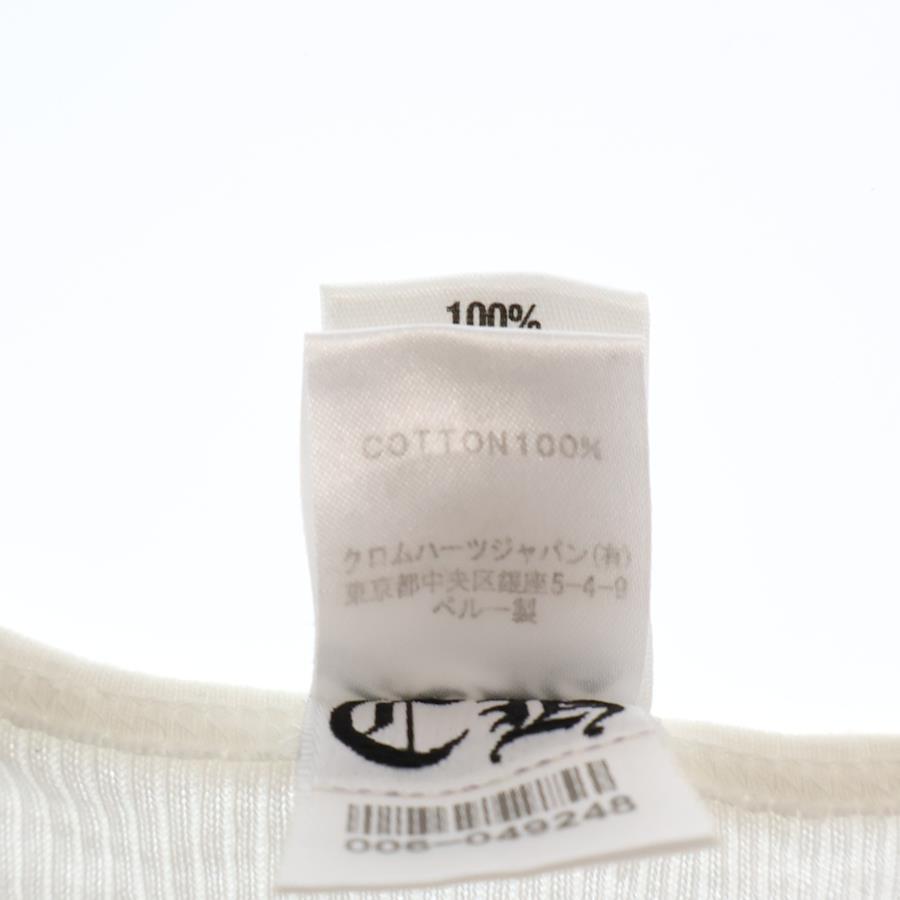 100%
COTTON100%
クロムハーツジャパン(有)
東京都中央区銀座5-4-9
ペルー製
006-049248